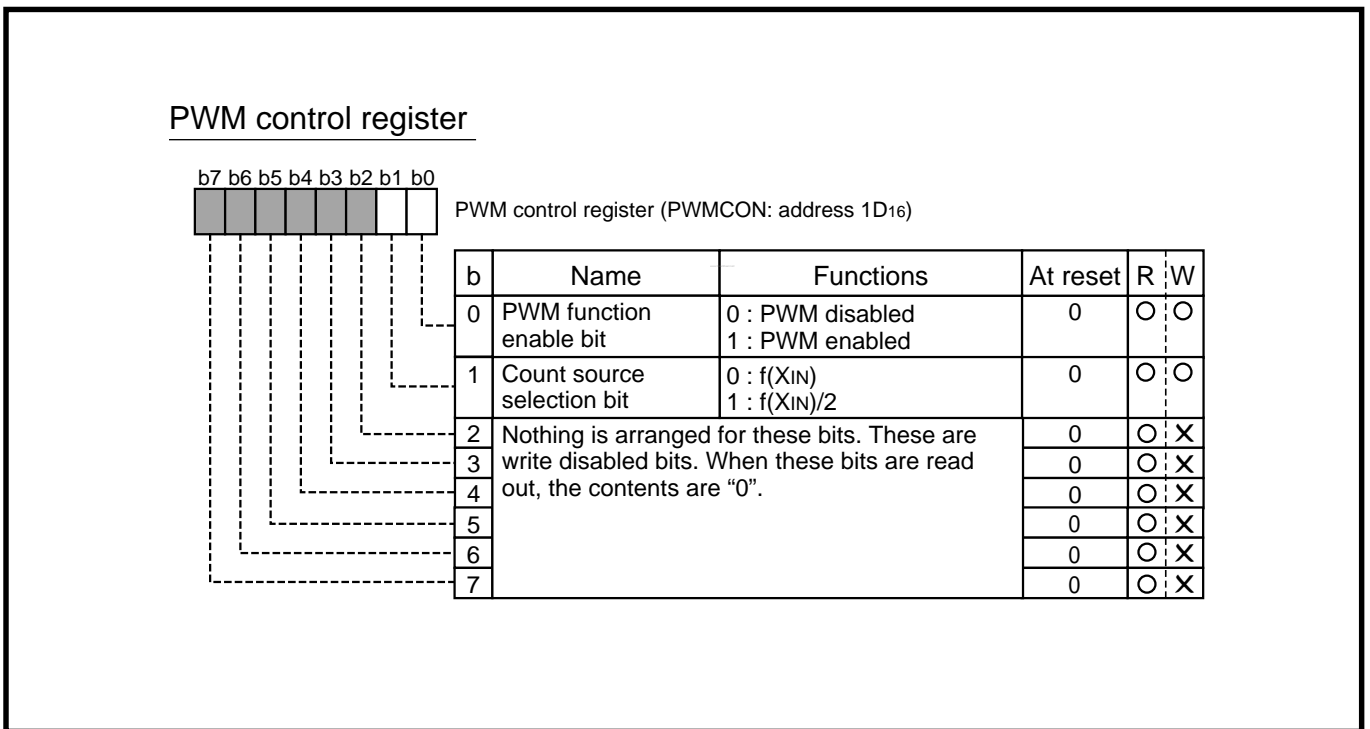 PWM control register
b7 b6 b5 b4 b3 b2 b1 b0
PWM control register (PWMCON: address 1D16)
b Name Functions At reset R W
0 PWM function enable bit 0 : PWM disabled 0 O O
1 : PWM enabled
1 Count source selection bit 0 : f(XIN) 0 O O
1 : f(XIN)/2
2 Nothing is arranged for these bits. These are 0 O X
3 write disabled bits. When these bits are read 0 O X
4 out, the contents are “0”. 0 O X
5 0 O X
6 0 O X
7 0 O X